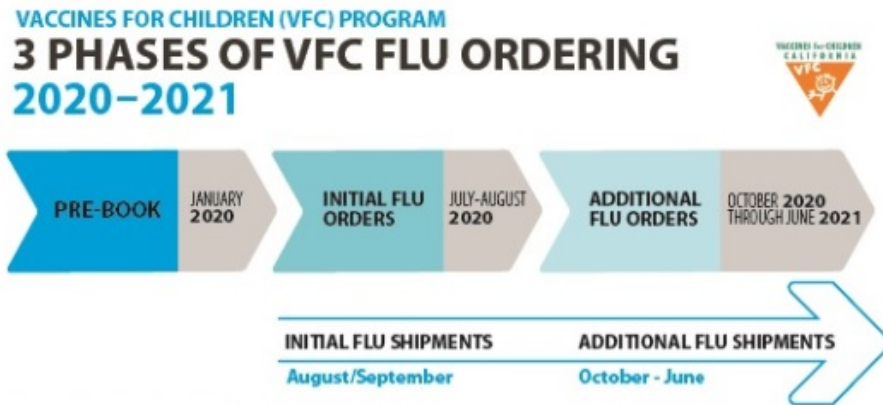 VACCINES FOR CHILDREN (VFC) PROGRAM
3 PHASES OF VFC FLU ORDERING
2020–2021
VACCINES for CHILDREN
CALIFORNIA
VFC
PRE-BOOK
JANUARY
2020
INITIAL FLU
ORDERS
JULY-AUGUST
2020
ADDITIONAL
FLU ORDERS
OCTOBER 2020
THROUGH JUNE 2021
INITIAL FLU SHIPMENTS
August/September
ADDITIONAL FLU SHIPMENTS
October - June